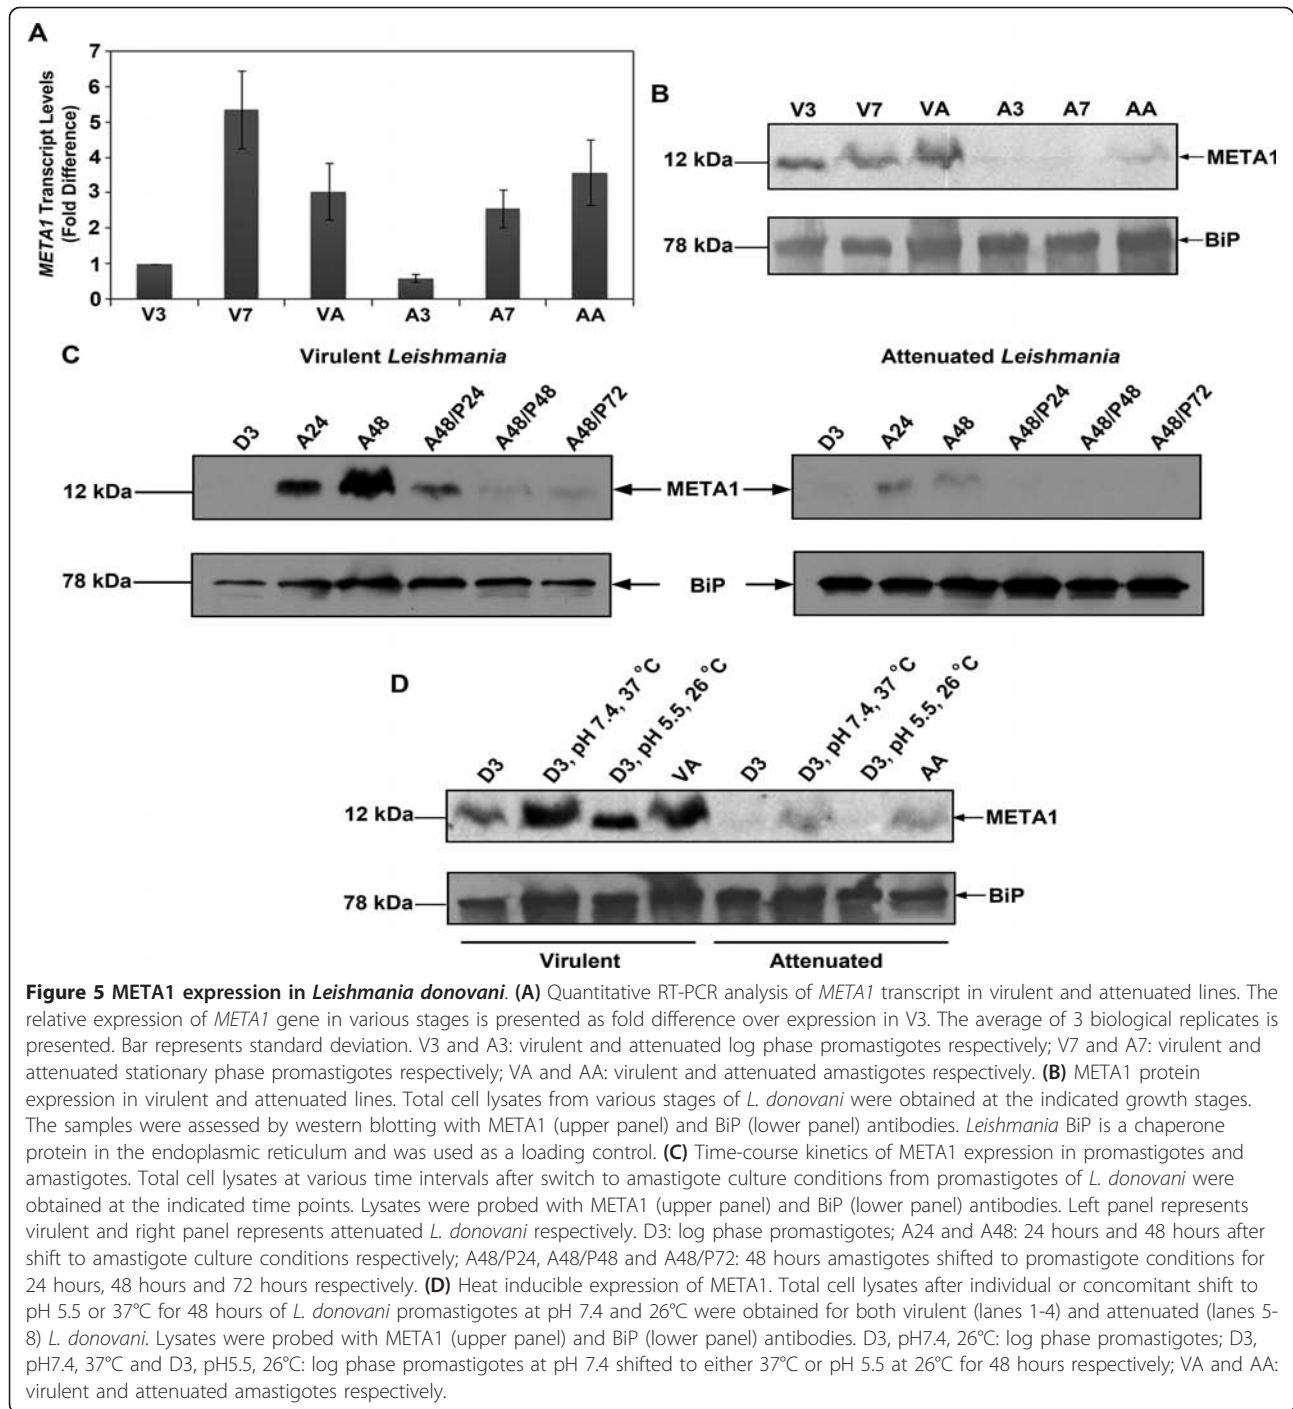 A
META1 Transcript Levels
(Fold Difference)
7
6
5
4
3
2
1
0
V3 V7 VA A3 A7 AA
B
V3 V7 VA A3 A7 AA
12 kDa
META1
78 kDa
BiP
C
Virulent Leishmania
Attenuated Leishmania
D3 A24 A48 A48/P24 A48/P48 A48/P72
D3 A24 A48 A48/P24 A48/P48 A48/P72
12 kDa
META1
78 kDa
BiP
D
D3 D3, pH 7.4, 37 °C D3, pH 5.5, 26 °C VA D3 D3, pH 7.4, 37 °C D3, pH 5.5, 26 °C AA
12 kDa
META1
78 kDa
BiP
Virulent
Attenuated
Figure 5 META1 expression in Leishmania donovani. (A) Quantitative RT-PCR analysis of META1 transcript in virulent and attenuated lines. The
relative expression of META1 gene in various stages is presented as fold difference over expression in V3. The average of 3 biological replicates is
presented. Bar represents standard deviation. V3 and A3: virulent and attenuated log phase promastigotes respectively; V7 and A7: virulent and
attenuated stationary phase promastigotes respectively; VA and AA: virulent and attenuated amastigotes respectively. (B) META1 protein
expression in virulent and attenuated lines. Total cell lysates from various stages of L. donovani were obtained at the indicated growth stages.
The samples were assessed by western blotting with META1 (upper panel) and BiP (lower panel) antibodies. Leishmania BiP is a chaperone
protein in the endoplasmic reticulum and was used as a loading control. (C) Time-course kinetics of META1 expression in promastigotes and
amastigotes. Total cell lysates at various time intervals after switch to amastigote culture conditions from promastigotes of L. donovani were
obtained at the indicated time points. Lysates were probed with META1 (upper panel) and BiP (lower panel) antibodies. Left panel represents
virulent and right panel represents attenuated L. donovani respectively. D3: log phase promastigotes; A24 and A48: 24 hours and 48 hours after
shift to amastigote culture conditions respectively; A48/P24, A48/P48 and A48/P72: 48 hours amastigotes shifted to promastigote conditions for
24 hours, 48 hours and 72 hours respectively. (D) Heat inducible expression of META1. Total cell lysates after individual or concomitant shift to
pH 5.5 or 37°C for 48 hours of L. donovani promastigotes at pH 7.4 and 26°C were obtained for both virulent (lanes 1-4) and attenuated (lanes 5-
8) L. donovani. Lysates were probed with META1 (upper panel) and BiP (lower panel) antibodies. D3, pH7.4, 26°C: log phase promastigotes; D3,
pH7.4, 37°C and D3, pH5.5, 26°C: log phase promastigotes at pH 7.4 shifted to either 37°C or pH 5.5 at 26°C for 48 hours respectively; VA and AA:
virulent and attenuated amastigotes respectively.